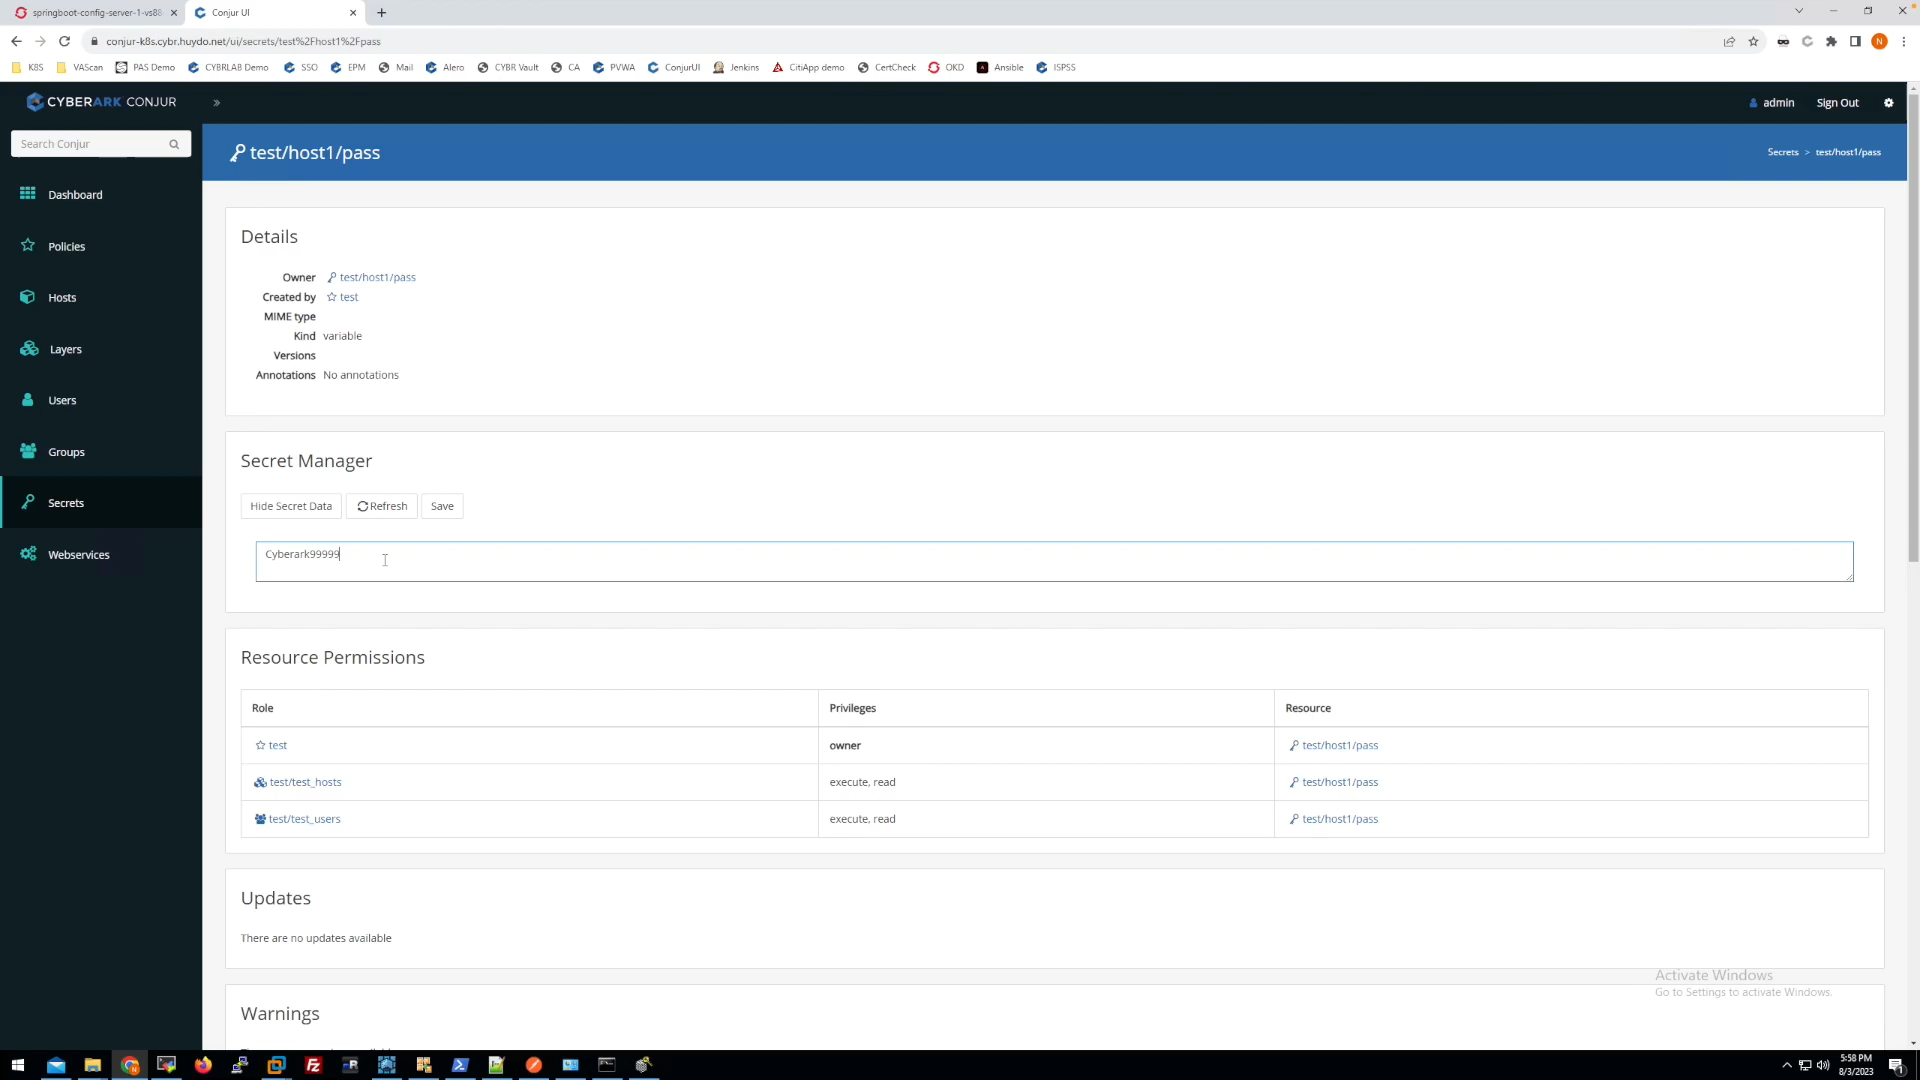 springboot-config-server-1-vs88
Conjur UI
conjur-k8s.cybr.huydo.net/ui/secrets/test%2Fhost1%2Fpass
N
K8S VAScan PAS Demo CYBRLAB Demo SSO EPM Mail Alero CYBR Vault CA PVWA ConjurUI Jenkins CitiApp demo CertCheck OKD Ansible ISPSS
CYBERARK CONJUR
admin Sign Out
Search Conjur
Dashboard
Policies
Hosts
Layers
Users
Groups
Secrets
Webservices
test/host1/pass
Secrets > test/host1/pass
Details
Owner test/host1/pass
Created by test
MIME type
Kind variable
Versions
Annotations No annotations
Secret Manager
Hide Secret Data Refresh Save
Cyberark99999
Resource Permissions
Role Privileges Resource
test owner test/host1/pass
test/test_hosts execute, read test/host1/pass
test/test_users execute, read test/host1/pass
Updates
There are no updates available
Warnings
Activate Windows
Go to Settings to activate Windows.
5:58 PM
8/3/2023